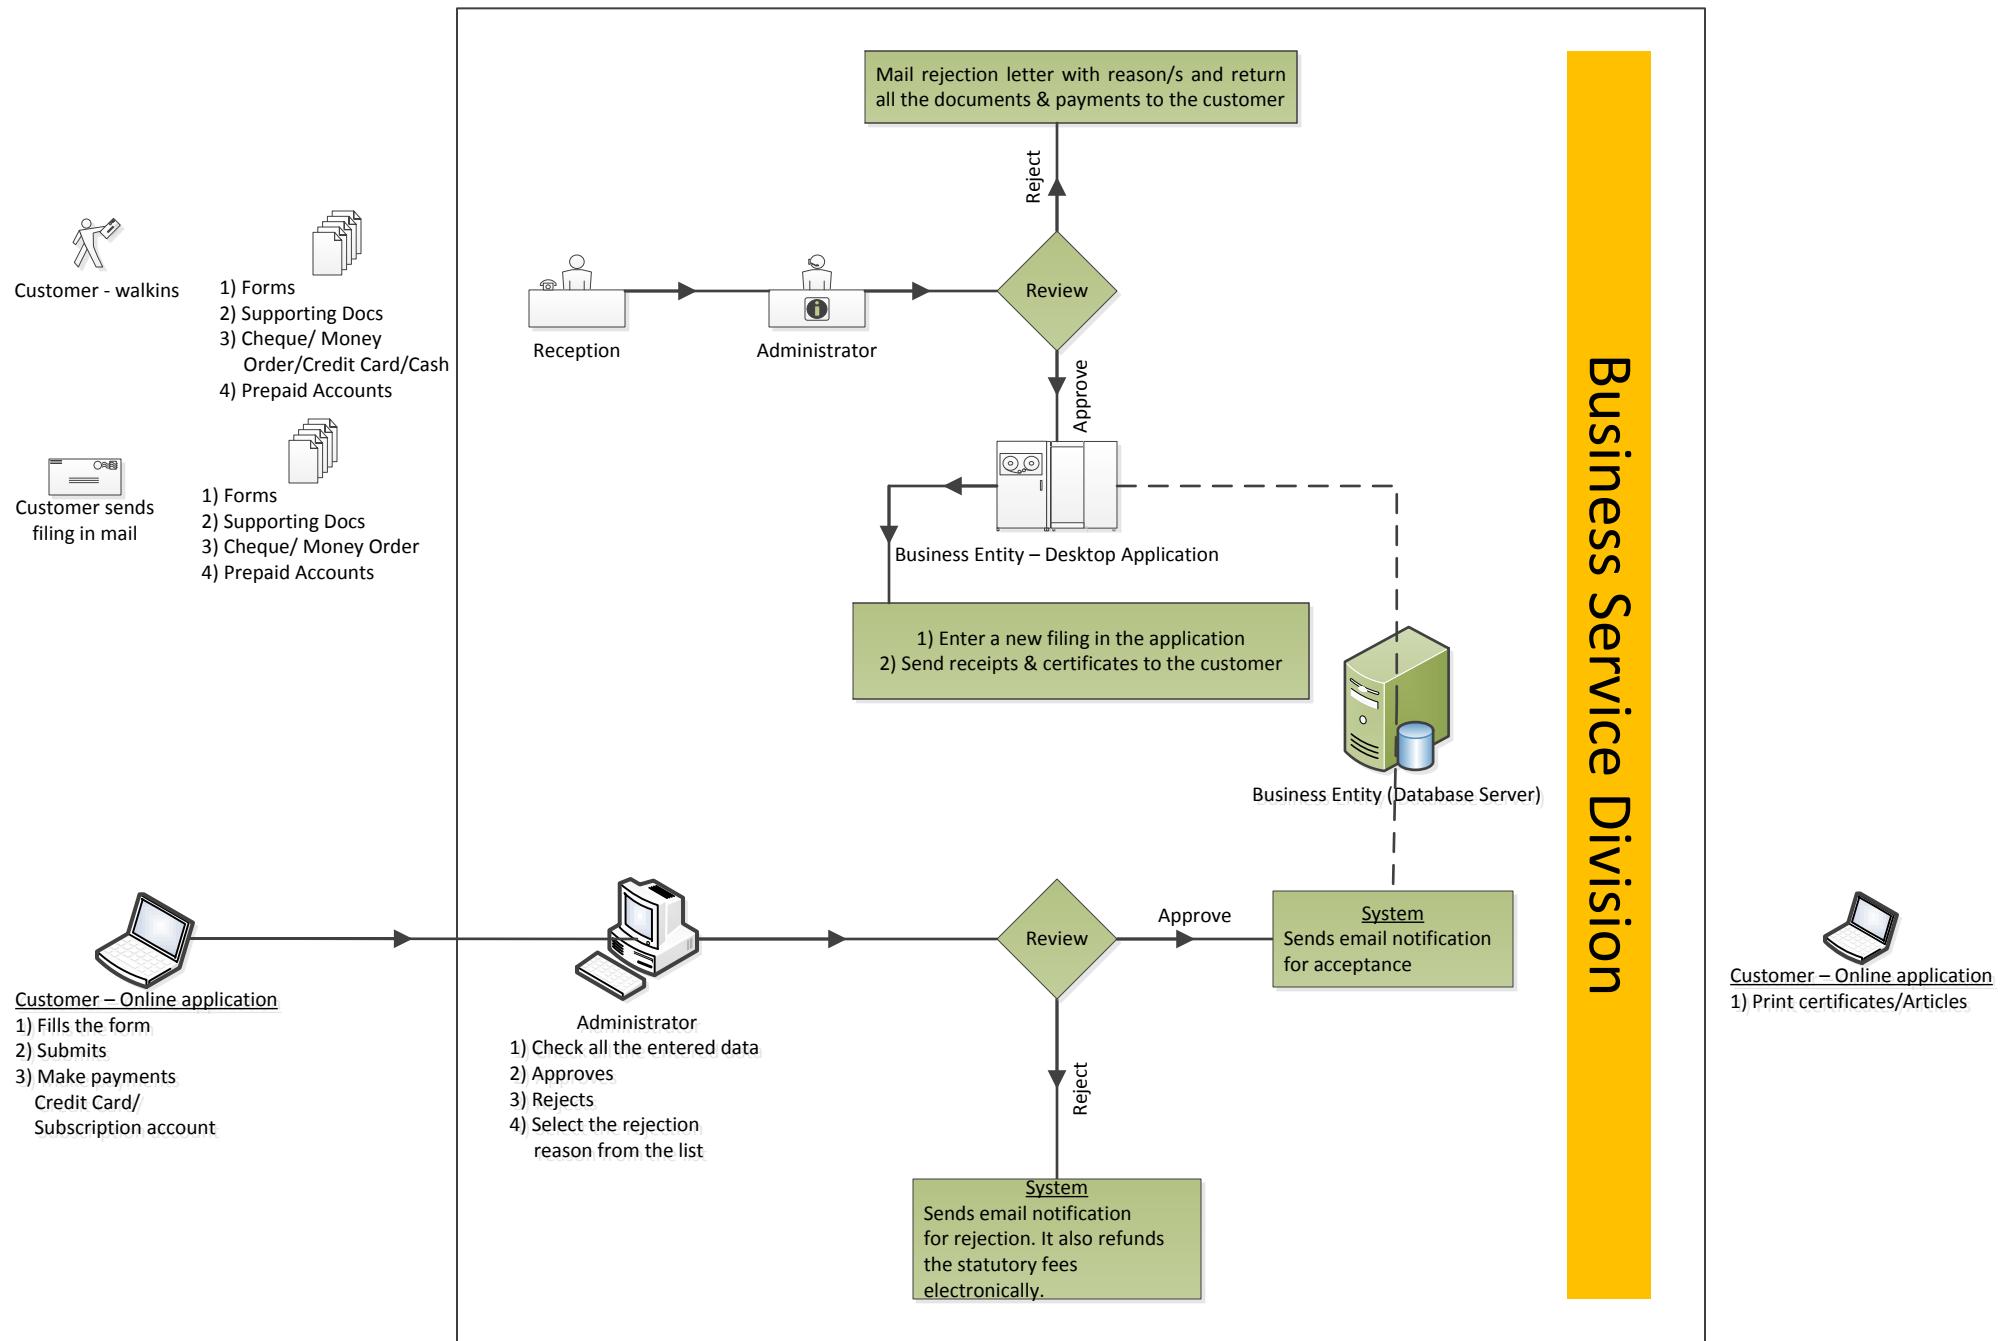 Mail rejection letter with reason/s and return
all the documents & payments to the customer
Reject
Customer - walkins
1) Forms
2) Supporting Docs
3) Cheque/ Money
Order/Credit Card/Cash
4) Prepaid Accounts
Reception
Administrator
Review
Approve
Customer sends
filing in mail
1) Forms
2) Supporting Docs
3) Cheque/ Money Order
4) Prepaid Accounts
Business Entity – Desktop Application
1) Enter a new filing in the application
2) Send receipts & certificates to the customer
Business Entity (Database Server)
Business Service Division
Customer – Online application
1) Fills the form
2) Submits
3) Make payments
Credit Card/
Subscription account
Administrator
1) Check all the entered data
2) Approves
3) Rejects
4) Select the rejection
reason from the list
Review
Approve
System
Sends email notification
for acceptance
Reject
System
Sends email notification
for rejection. It also refunds
the statutory fees
electronically.
Customer – Online application
1) Print certificates/Articles